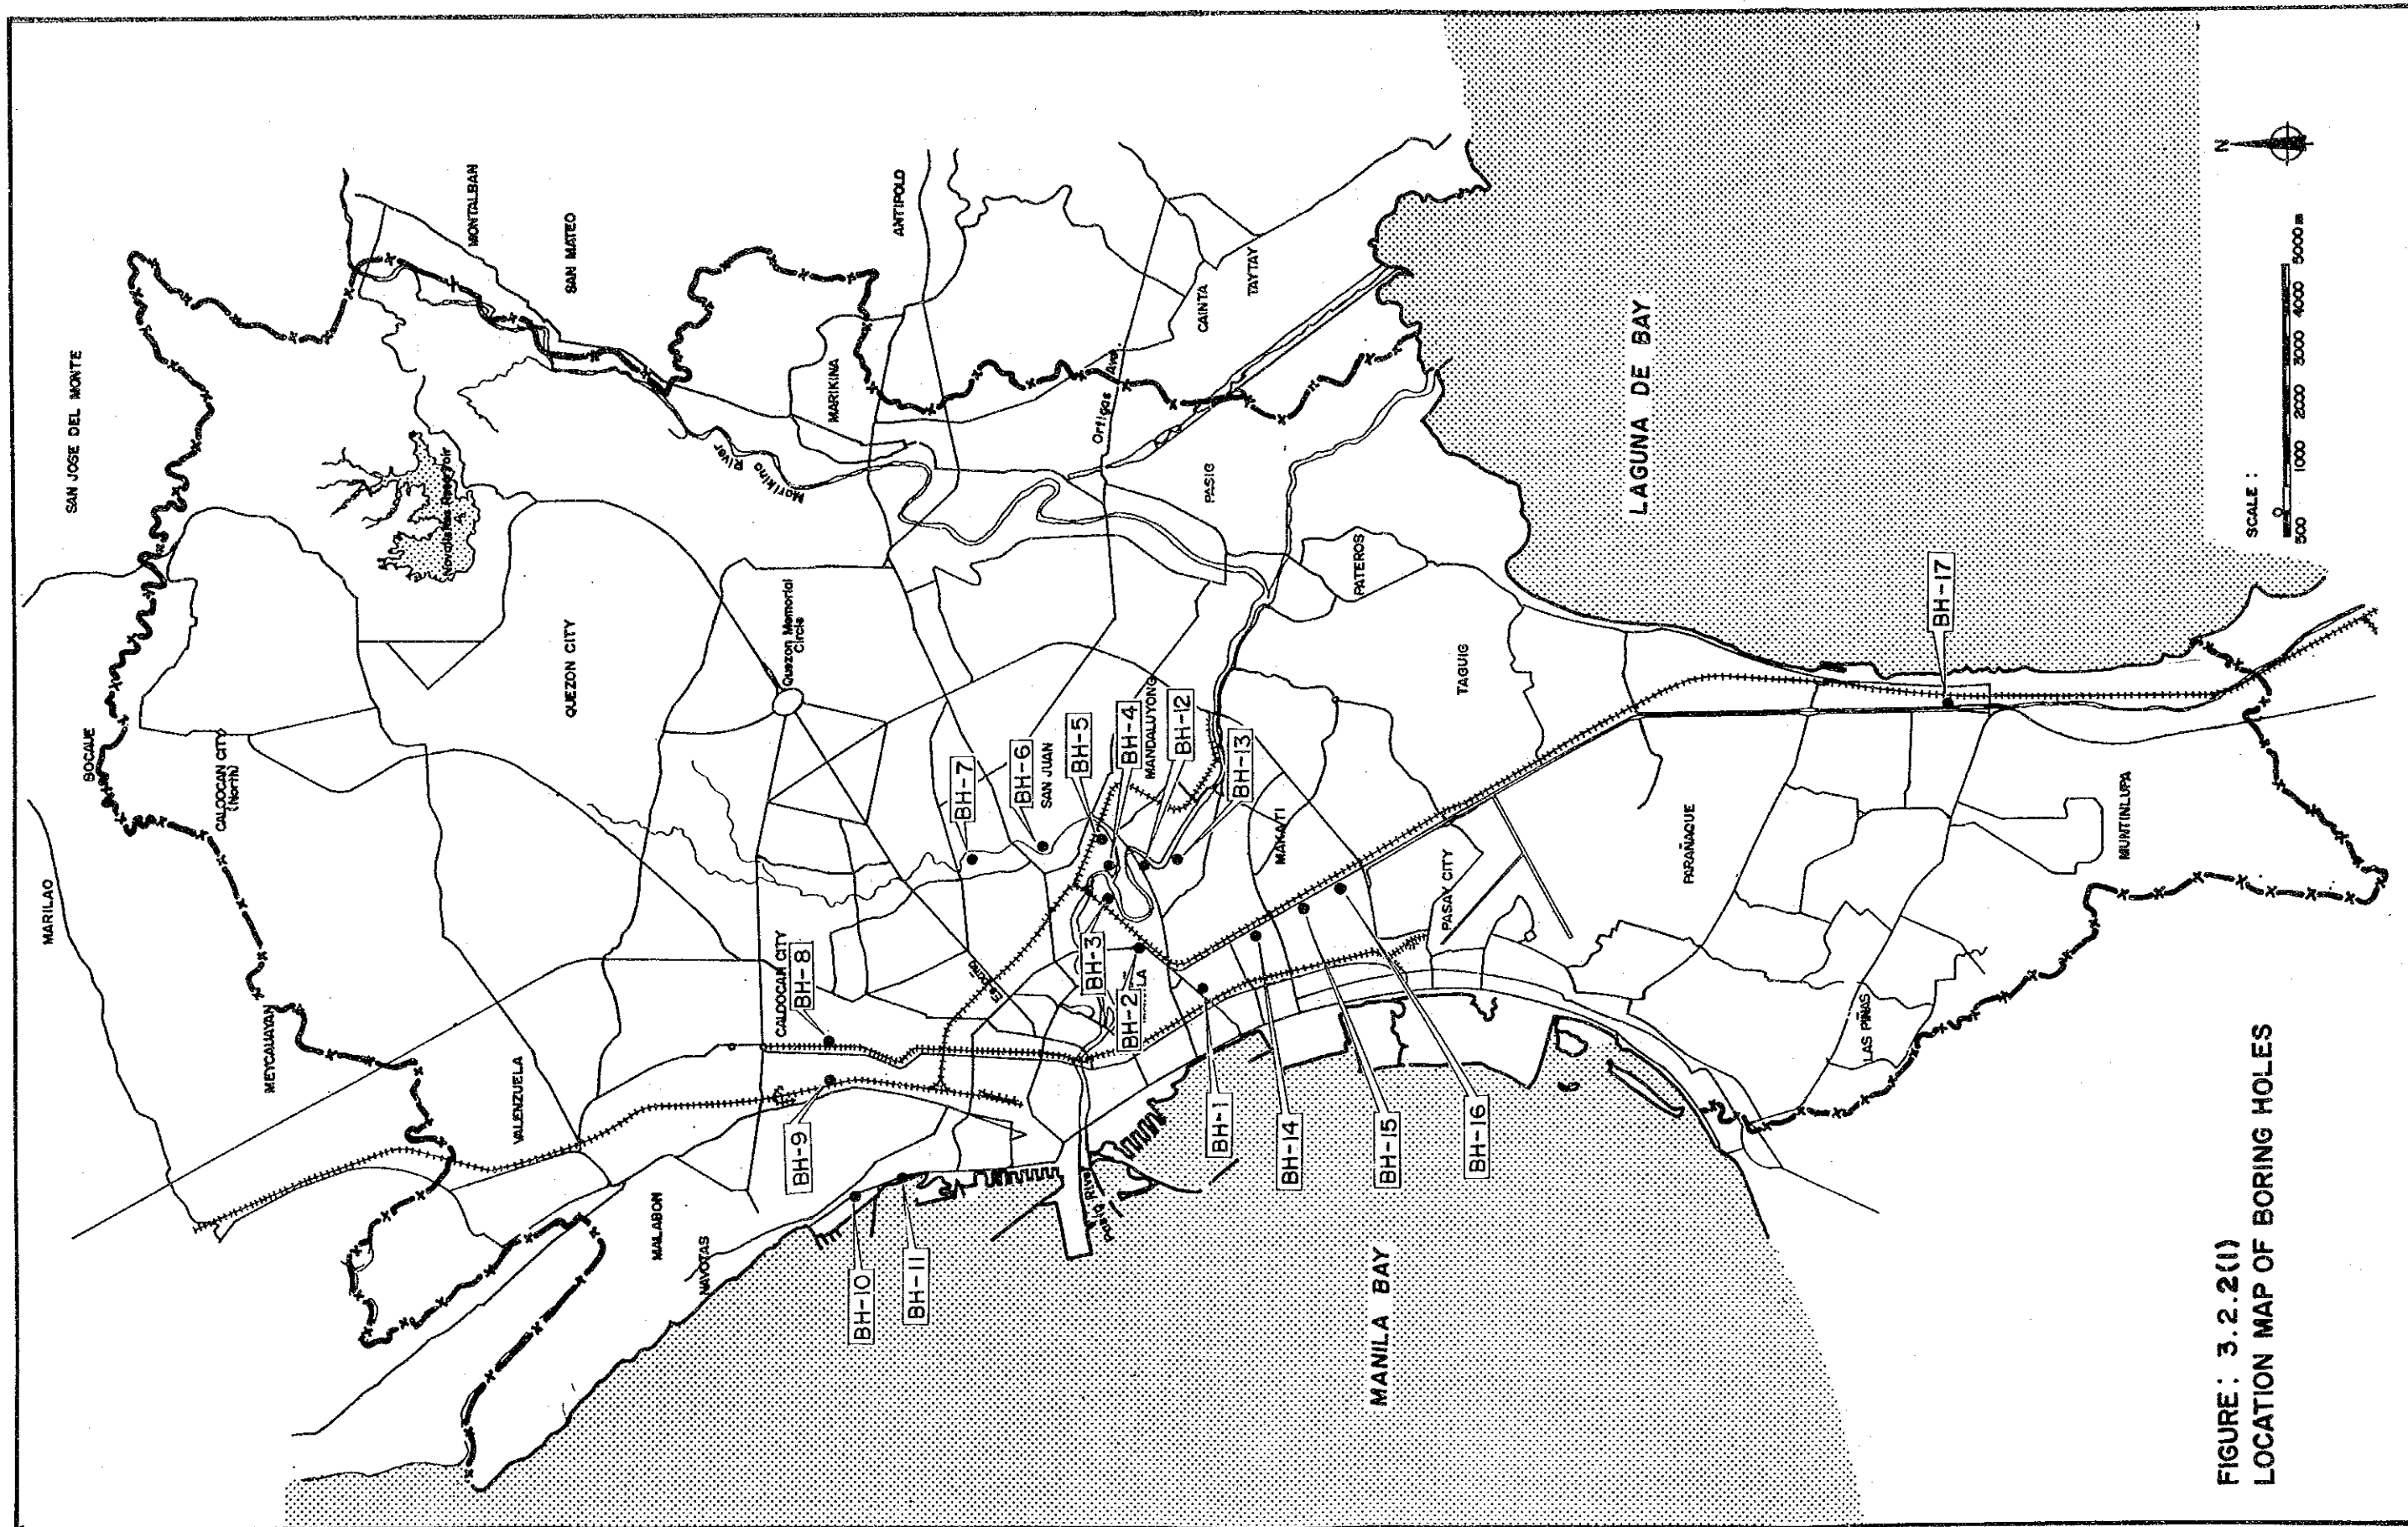 SAN JOSE DEL MONTE
MONTALBAN
SAN MATEO
ANTIPOLO
BOCAUE
MARILAO
CALOOCAN CITY
(North)
MEYCAUAYAN
QUEZON CITY
Novaliches Reservoir
Quezon Memorial
Circle
Marikina River
MARIKINA
Ortigas Ave.
CAINTA
TAYTAY
PASIG
PATEROS
TAGUIG
LAGUNA DE BAY
VALENZUELA
MALABON
NAVOTAS
CALOOCAN CITY
BH-8
BH-9
BH-10
BH-11
BH-7
BH-6
SAN JUAN
BH-5
BH-4
MANDALUYONG
BH-12
BH-13
BH-3
BH-2
BH-1
BH-14
BH-15
BH-16
MAKATI
PASAY CITY
Pasig River
MANILA BAY
PARAÑAQUE
LAS PIÑAS
MUNTINLUPA
BH-17
N
SCALE :
500 0 1000 2000 3000 4000 5000m
FIGURE: 3.2.2(1)
LOCATION MAP OF BORING HOLES